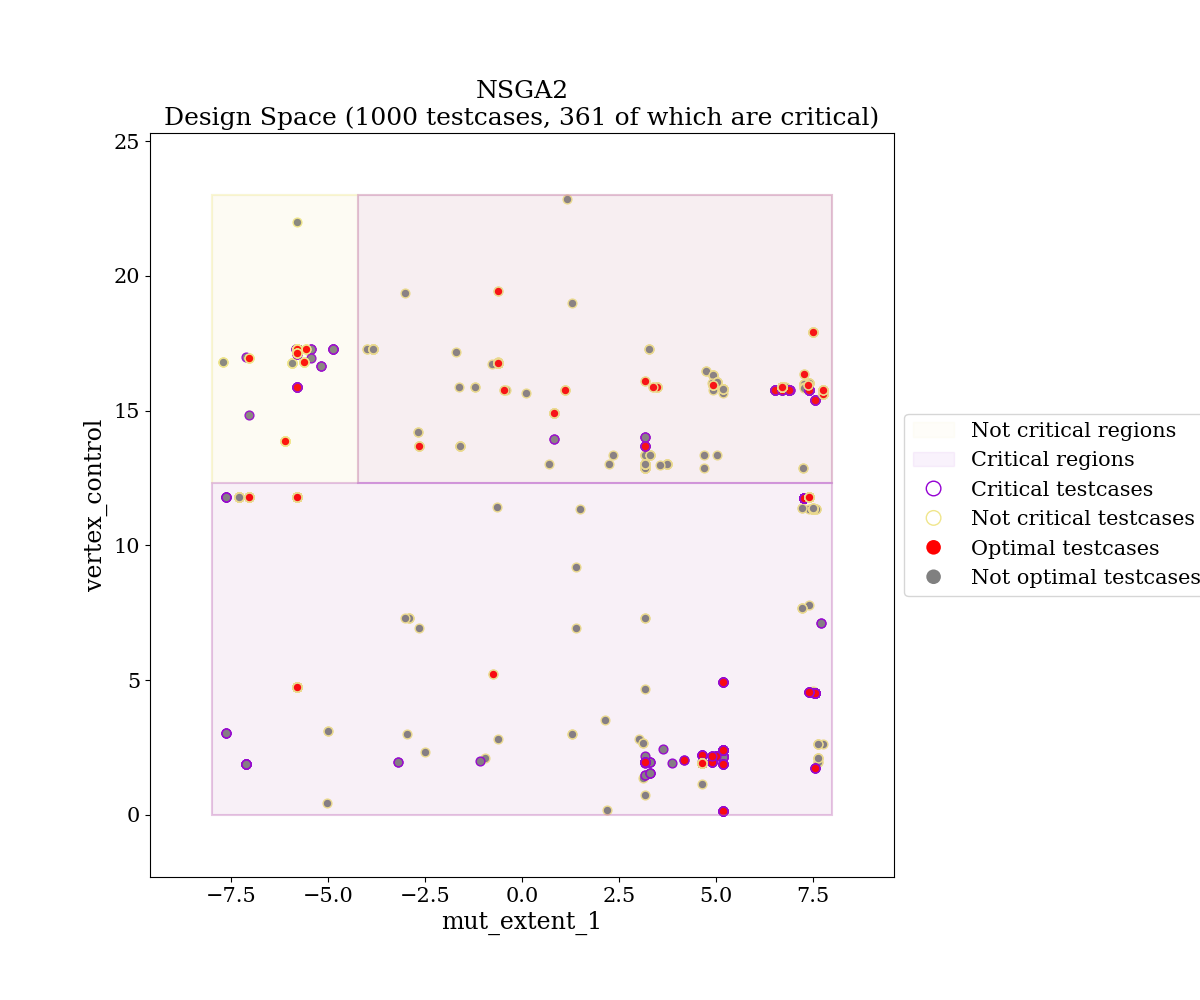 NSGA2
Design Space (1000 testcases, 361 of which are critical)
25
20
15
10
5
0
vertex_control
−7.5
−5.0
−2.5
0.0
2.5
5.0
7.5
mut_extent_1
Not critical regions
Critical regions
Critical testcases
Not critical testcases
Optimal testcases
Not optimal testcases